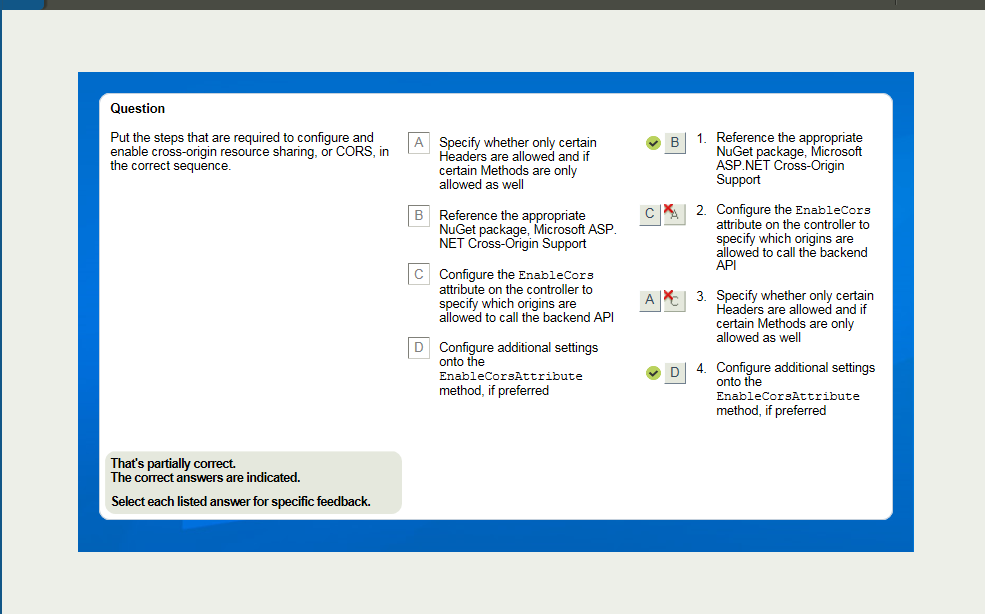 Question
Put the steps that are required to configure and
enable cross-origin resource sharing, or CORS, in
the correct sequence.
A
Specify whether only certain
Headers are allowed and if
certain Methods are only
allowed as well
B
Reference the appropriate
NuGet package, Microsoft ASP.
NET Cross-Origin Support
C
Configure the EnableCors
attribute on the controller to
specify which origins are
allowed to call the backend API
D
Configure additional settings
onto the
EnableCorsAttribute
method, if preferred
B
1. Reference the appropriate
NuGet package, Microsoft
ASP.NET Cross-Origin
Support
C A
2. Configure the EnableCors
attribute on the controller to
specify which origins are
allowed to call the backend
API
A C
3. Specify whether only certain
Headers are allowed and if
certain Methods are only
allowed as well
D
4. Configure additional settings
onto the
EnableCorsAttribute
method, if preferred
That's partially correct.
The correct answers are indicated.
Select each listed answer for specific feedback.